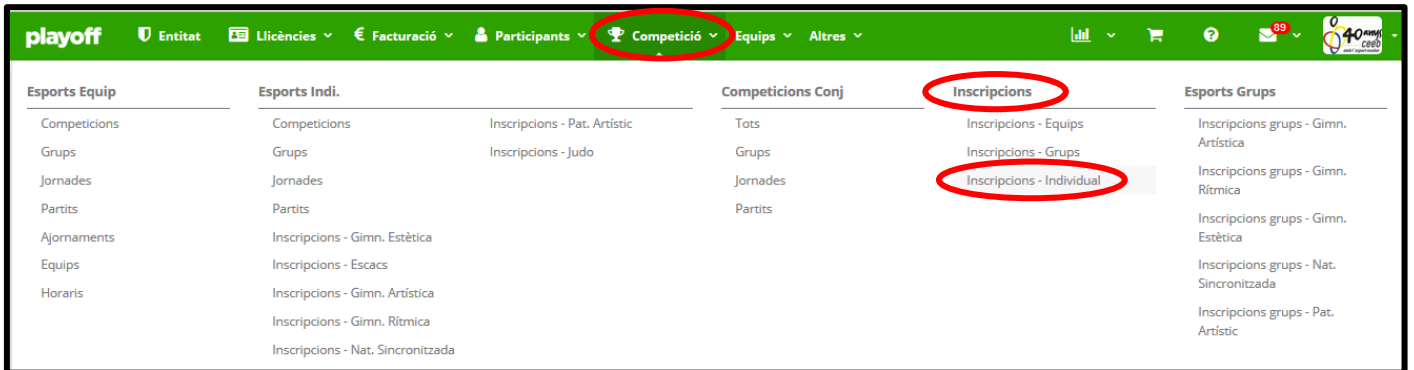 playoff Entitat Llicències € Facturació Participants Competició Equips Altres 89 40 anys ceeb
Esports Equip
Competicions
Grups
Jornades
Partits
Ajornaments
Equips
Horaris
Esports Indi.
Competicions
Grups
Jornades
Partits
Inscripcions - Gimn. Estètica
Inscripcions - Escacs
Inscripcions - Gimn. Artística
Inscripcions - Gimn. Rítmica
Inscripcions - Nat. Sincronitzada
Inscripcions - Pat. Artístic
Inscripcions - Judo
Competicions Conj
Tots
Grups
Jornades
Partits
Inscripcions
Inscripcions - Equips
Inscripcions - Grups
Inscripcions - Individual
Esports Grups
Inscripcions grups - Gimn.
Artística
Inscripcions grups - Gimn.
Rítmica
Inscripcions grups - Gimn.
Estètica
Inscripcions grups - Nat.
Sincronitzada
Inscripcions grups - Pat.
Artístic